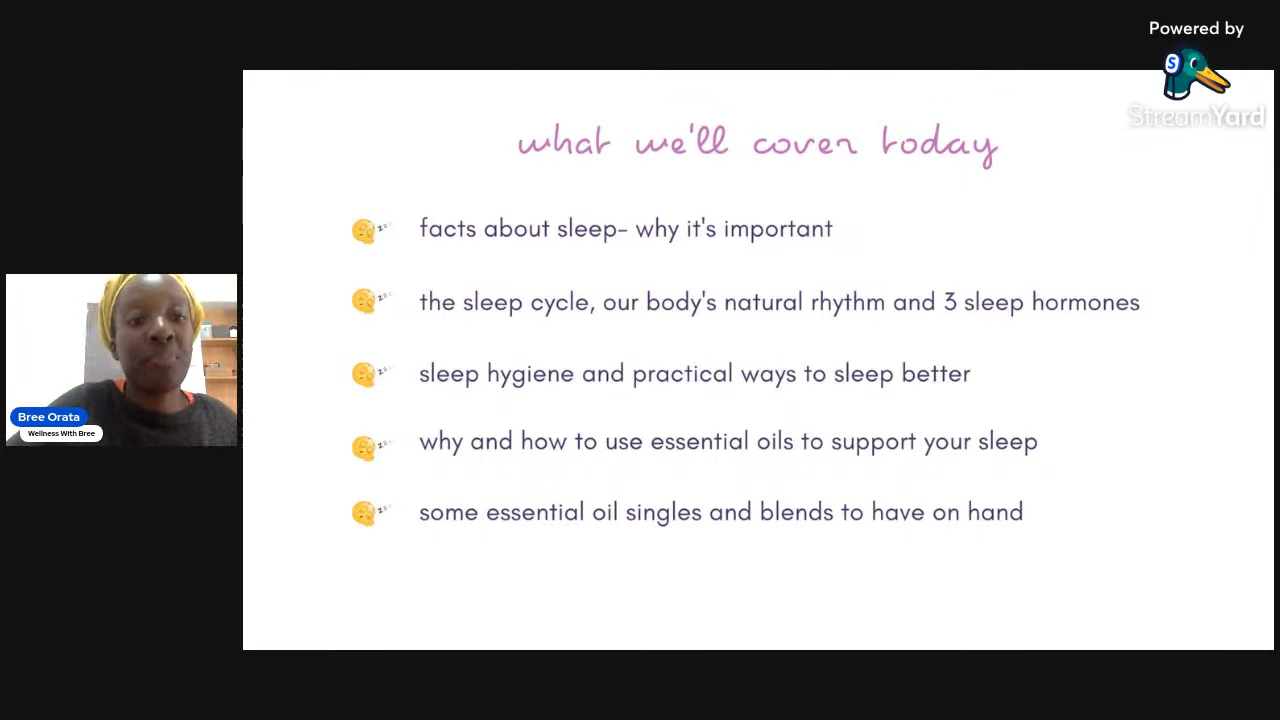 Powered by
StreamYard
what we'll cover today
facts about sleep- why it's important
the sleep cycle, our body's natural rhythm and 3 sleep hormones
sleep hygiene and practical ways to sleep better
why and how to use essential oils to support your sleep
some essential oil singles and blends to have on hand
Bree Orata
Wellness With Bree